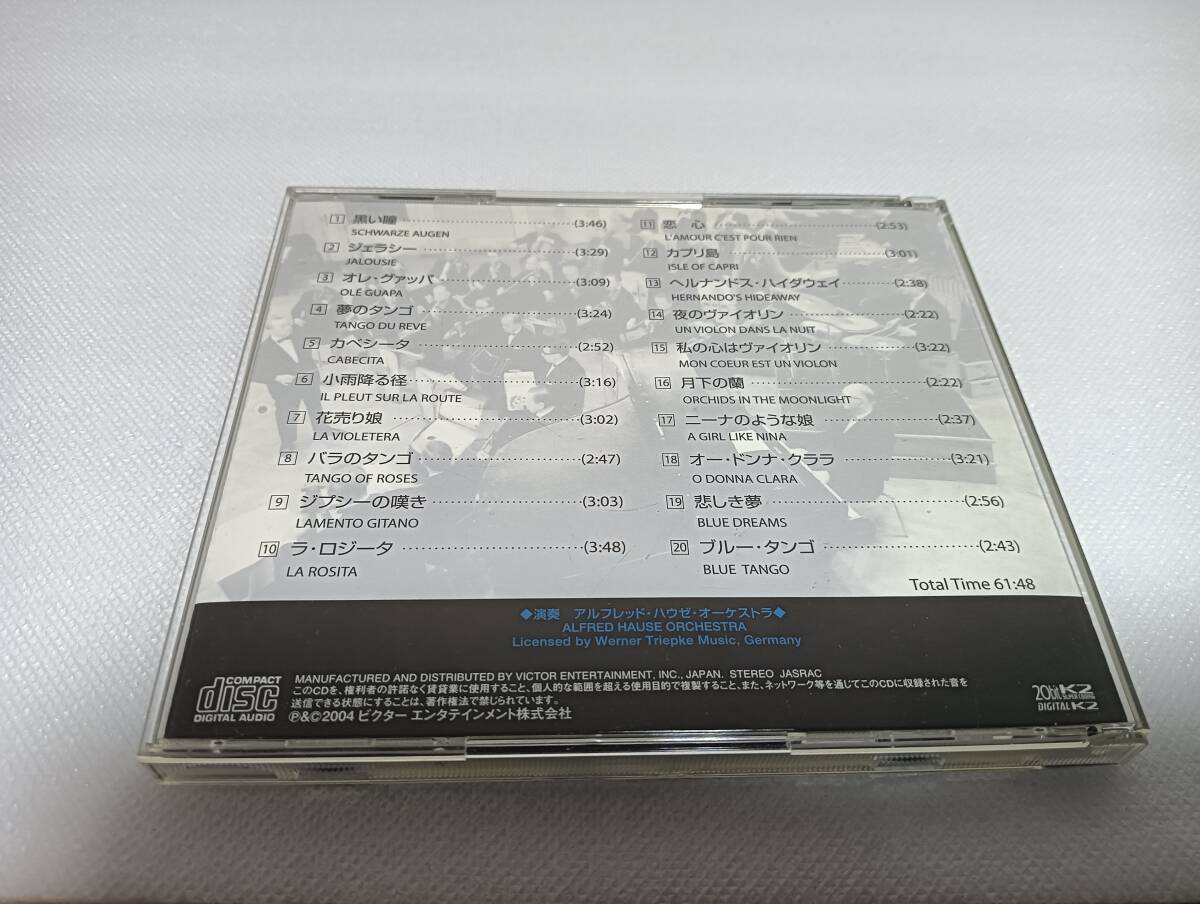 1 黒い瞳 (3:46)
SCHWARZE AUGEN
2 ジェラシー (3:29)
JALOUSIE
3 オレ・グァッパ (3:09)
OLÉ GUAPA
4 夢のタンゴ (3:24)
TANGO DU REVE
5 カベシータ (2:52)
CABECITA
6 小雨降る径 (3:16)
IL PLEUT SUR LA ROUTE
7 花売り娘 (3:02)
LA VIOLETERA
8 バラのタンゴ (2:47)
TANGO OF ROSES
9 ジプシーの嘆き (3:03)
LAMENTO GITANO
10 ラ・ロジータ (3:48)
LA ROSITA
11 恋心 (2:53)
L'AMOUR C'EST POUR RIEN
12 カプリ島 (3:01)
ISLE OF CAPRI
13 ヘルナンドス・ハイダウェイ (2:38)
HERNANDO'S HIDEAWAY
14 夜のヴァイオリン (2:22)
UN VIOLON DANS LA NUIT
15 私の心はヴァイオリン (3:22)
MON COEUR EST UN VIOLON
16 月下の蘭 (2:22)
ORCHIDS IN THE MOONLIGHT
17 ニーナのような娘 (2:37)
A GIRL LIKE NINA
18 オー・ドンナ・クララ (3:21)
O DONNA CLARA
19 悲しき夢 (2:56)
BLUE DREAMS
20 ブルー・タンゴ (2:43)
BLUE TANGO
Total Time 61:48
◆演奏 アルフレッド・ハウゼ・オーケストラ◆
ALFRED HAUSE ORCHESTRA
Licensed by Werner Triepke Music, Germany
COMPACT
disc
DIGITAL AUDIO
MANUFACTURED AND DISTRIBUTED BY VICTOR ENTERTAINMENT, INC., JAPAN. STEREO JASRAC
このCDを、権利者の許諾なく賃貸業に使用すること、個人的な範囲を超える使用目的で複製すること、また、ネットワーク等を通じてこのCDに収録された音を
送信できる状態にすることは、著作権法で禁じられています。
℗&©2004 ビクター エンタテインメント株式会社
20bit K2
SUPER CODING
DIGITAL K2